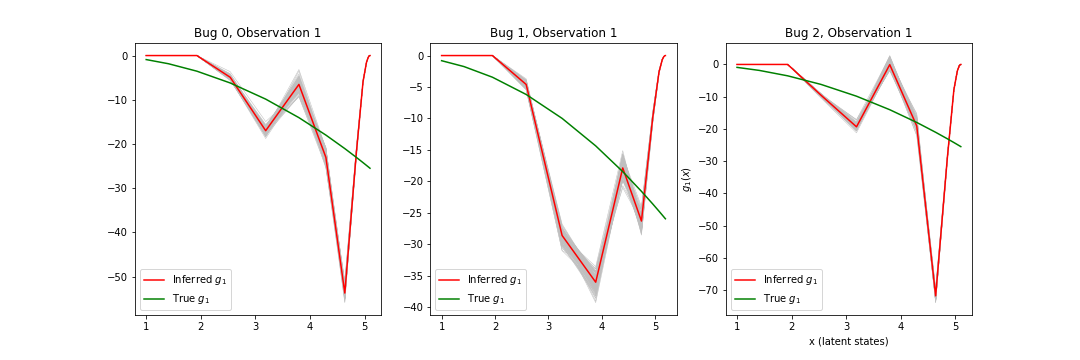 Bug 0, Observation 1
0
−10
−20
−30
−40
−50
1 2 3 4 5
Inferred g₁
True g₁
Bug 1, Observation 1
0
−5
−10
−15
−20
−25
−30
−35
−40
1 2 3 4 5
Inferred g₁
True g₁
Bug 2, Observation 1
g₁(x)
0
−10
−20
−30
−40
−50
−60
−70
1 2 3 4 5
x (latent states)
Inferred g₁
True g₁